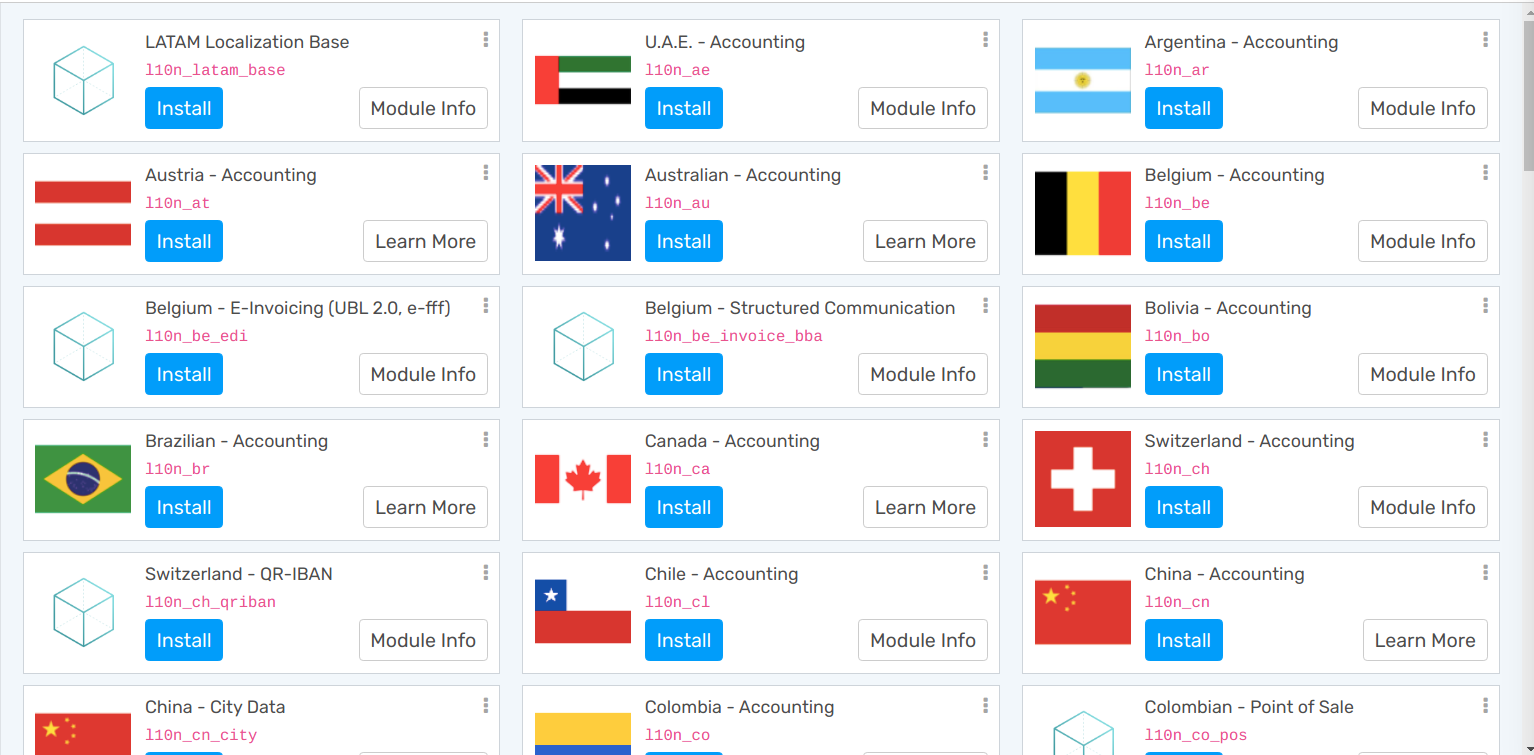 LATAM Localization Base
l10n_latam_base
Install
Module Info
U.A.E. - Accounting
l10n_ae
Install
Module Info
Argentina - Accounting
l10n_ar
Install
Module Info
Austria - Accounting
l10n_at
Install
Learn More
Australian - Accounting
l10n_au
Install
Learn More
Belgium - Accounting
l10n_be
Install
Module Info
Belgium - E-Invoicing (UBL 2.0, e-fff)
l10n_be_edi
Install
Module Info
Belgium - Structured Communication
l10n_be_invoice_bba
Install
Module Info
Bolivia - Accounting
l10n_bo
Install
Module Info
Brazilian - Accounting
l10n_br
Install
Learn More
Canada - Accounting
l10n_ca
Install
Learn More
Switzerland - Accounting
l10n_ch
Install
Module Info
Switzerland - QR-IBAN
l10n_ch_qriban
Install
Module Info
Chile - Accounting
l10n_cl
Install
Module Info
China - Accounting
l10n_cn
Install
Learn More
China - City Data
l10n_cn_city
Colombia - Accounting
l10n_co
Colombian - Point of Sale
l10n_co_pos